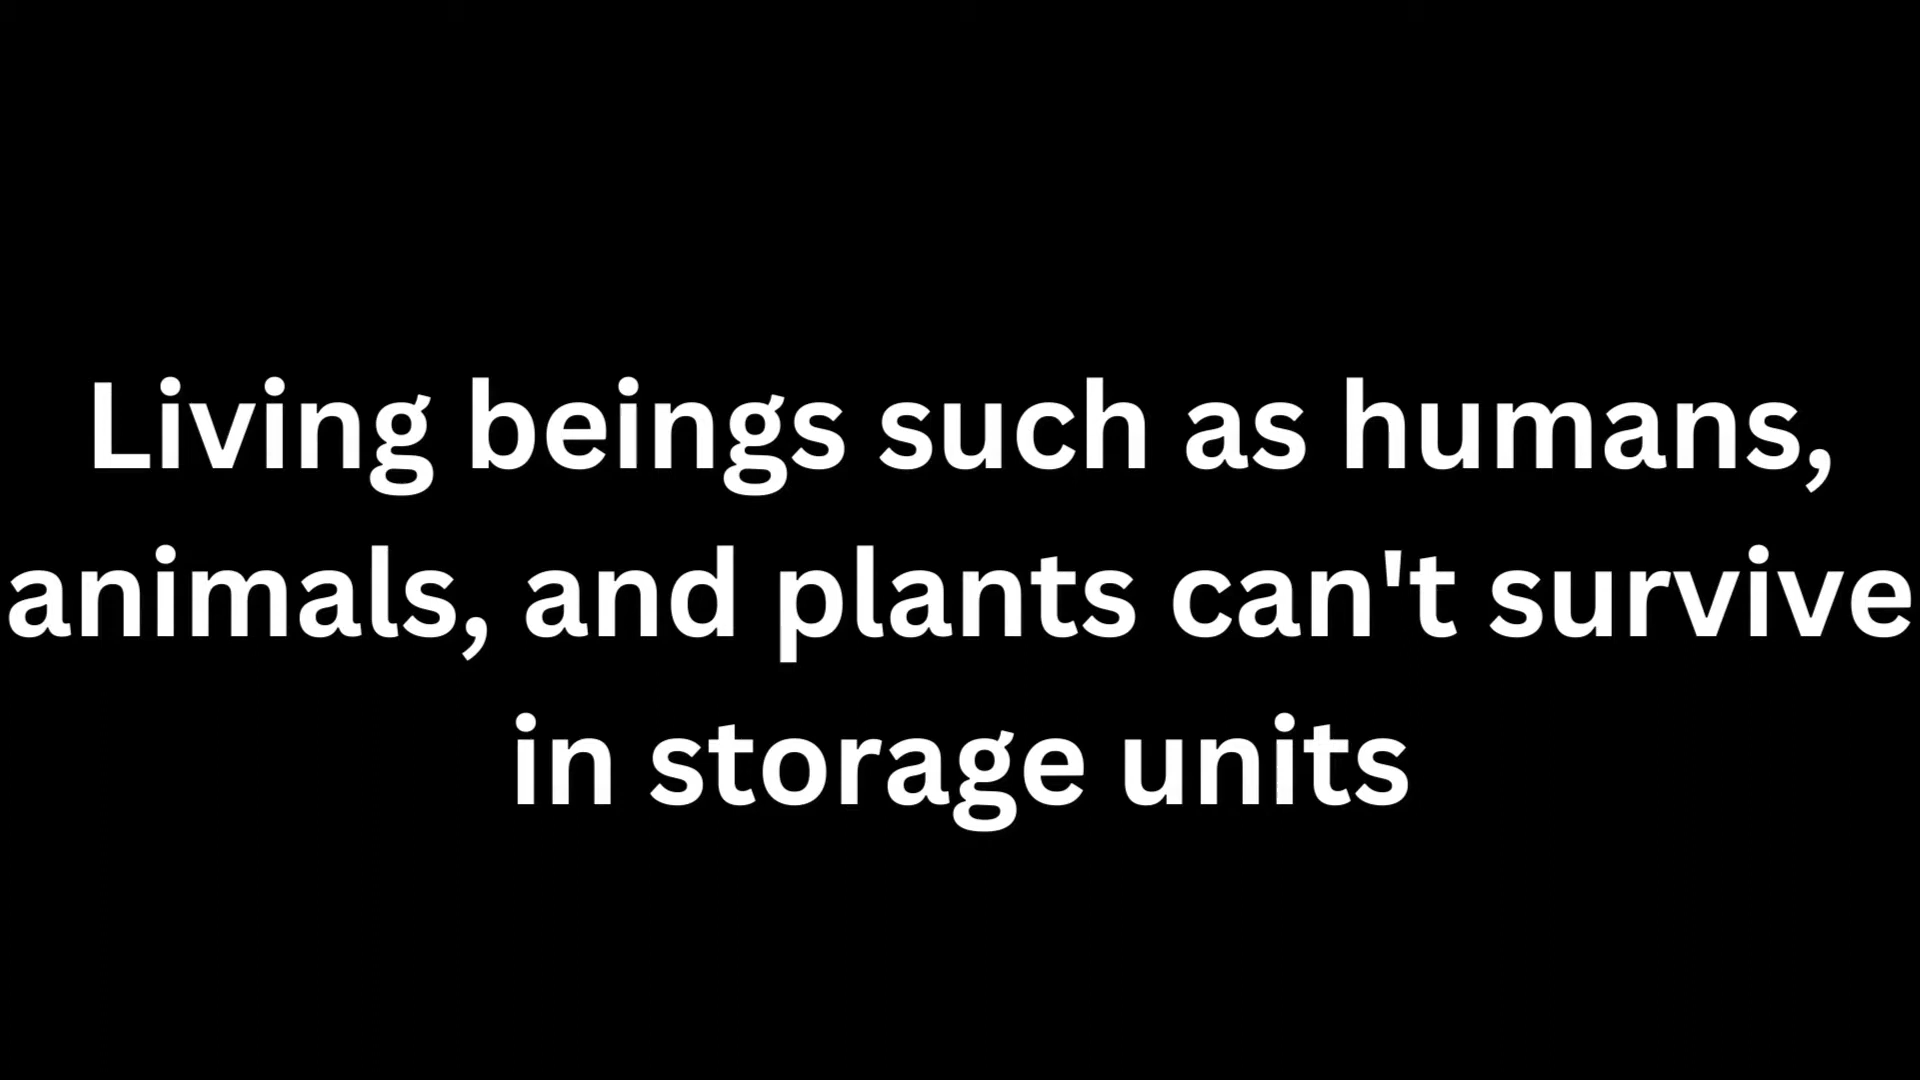 Living beings such as humans,
animals, and plants can't survive
in storage units